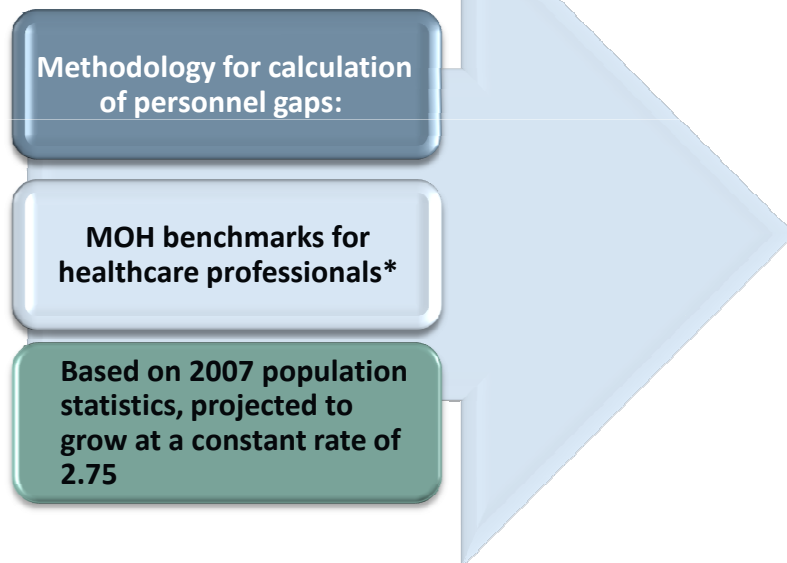 Methodology for calculation
of personnel gaps:
MOH benchmarks for
healthcare professionals*
Based on 2007 population
statistics, projected to
grow at a constant rate of
2.75